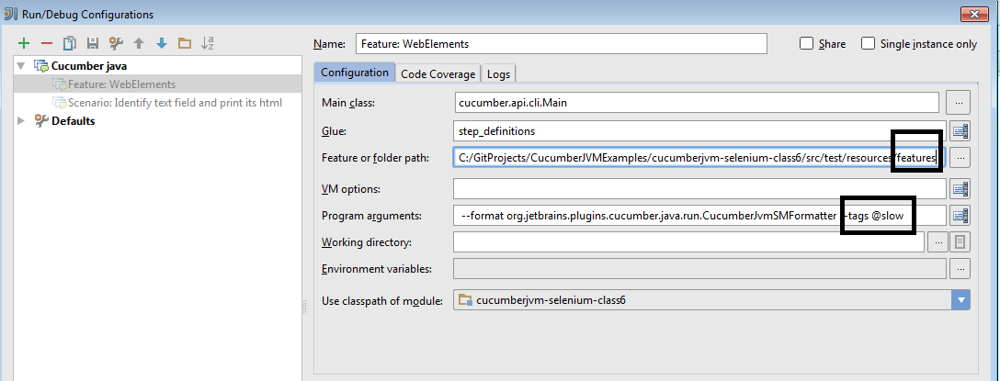 Run/Debug Configurations
Name: Feature: WebElements Share Single instance only
Cucumber java
Feature: WebElements
Scenario: Identify text field and print its html
Defaults
Configuration Code Coverage Logs
Main class: cucumber.api.cli.Main ...
Glue: step_definitions
Feature or folder path: C:/GitProjects/CucumberJVMExamples/cucumberjvm-selenium-class6/src/test/resources/features ...
VM options:
Program arguments: --format org.jetbrains.plugins.cucumber.java.run.CucumberJvmSMFormatter --tags @slow
Working directory: ...
Environment variables: ...
Use classpath of module: cucumberjvm-selenium-class6